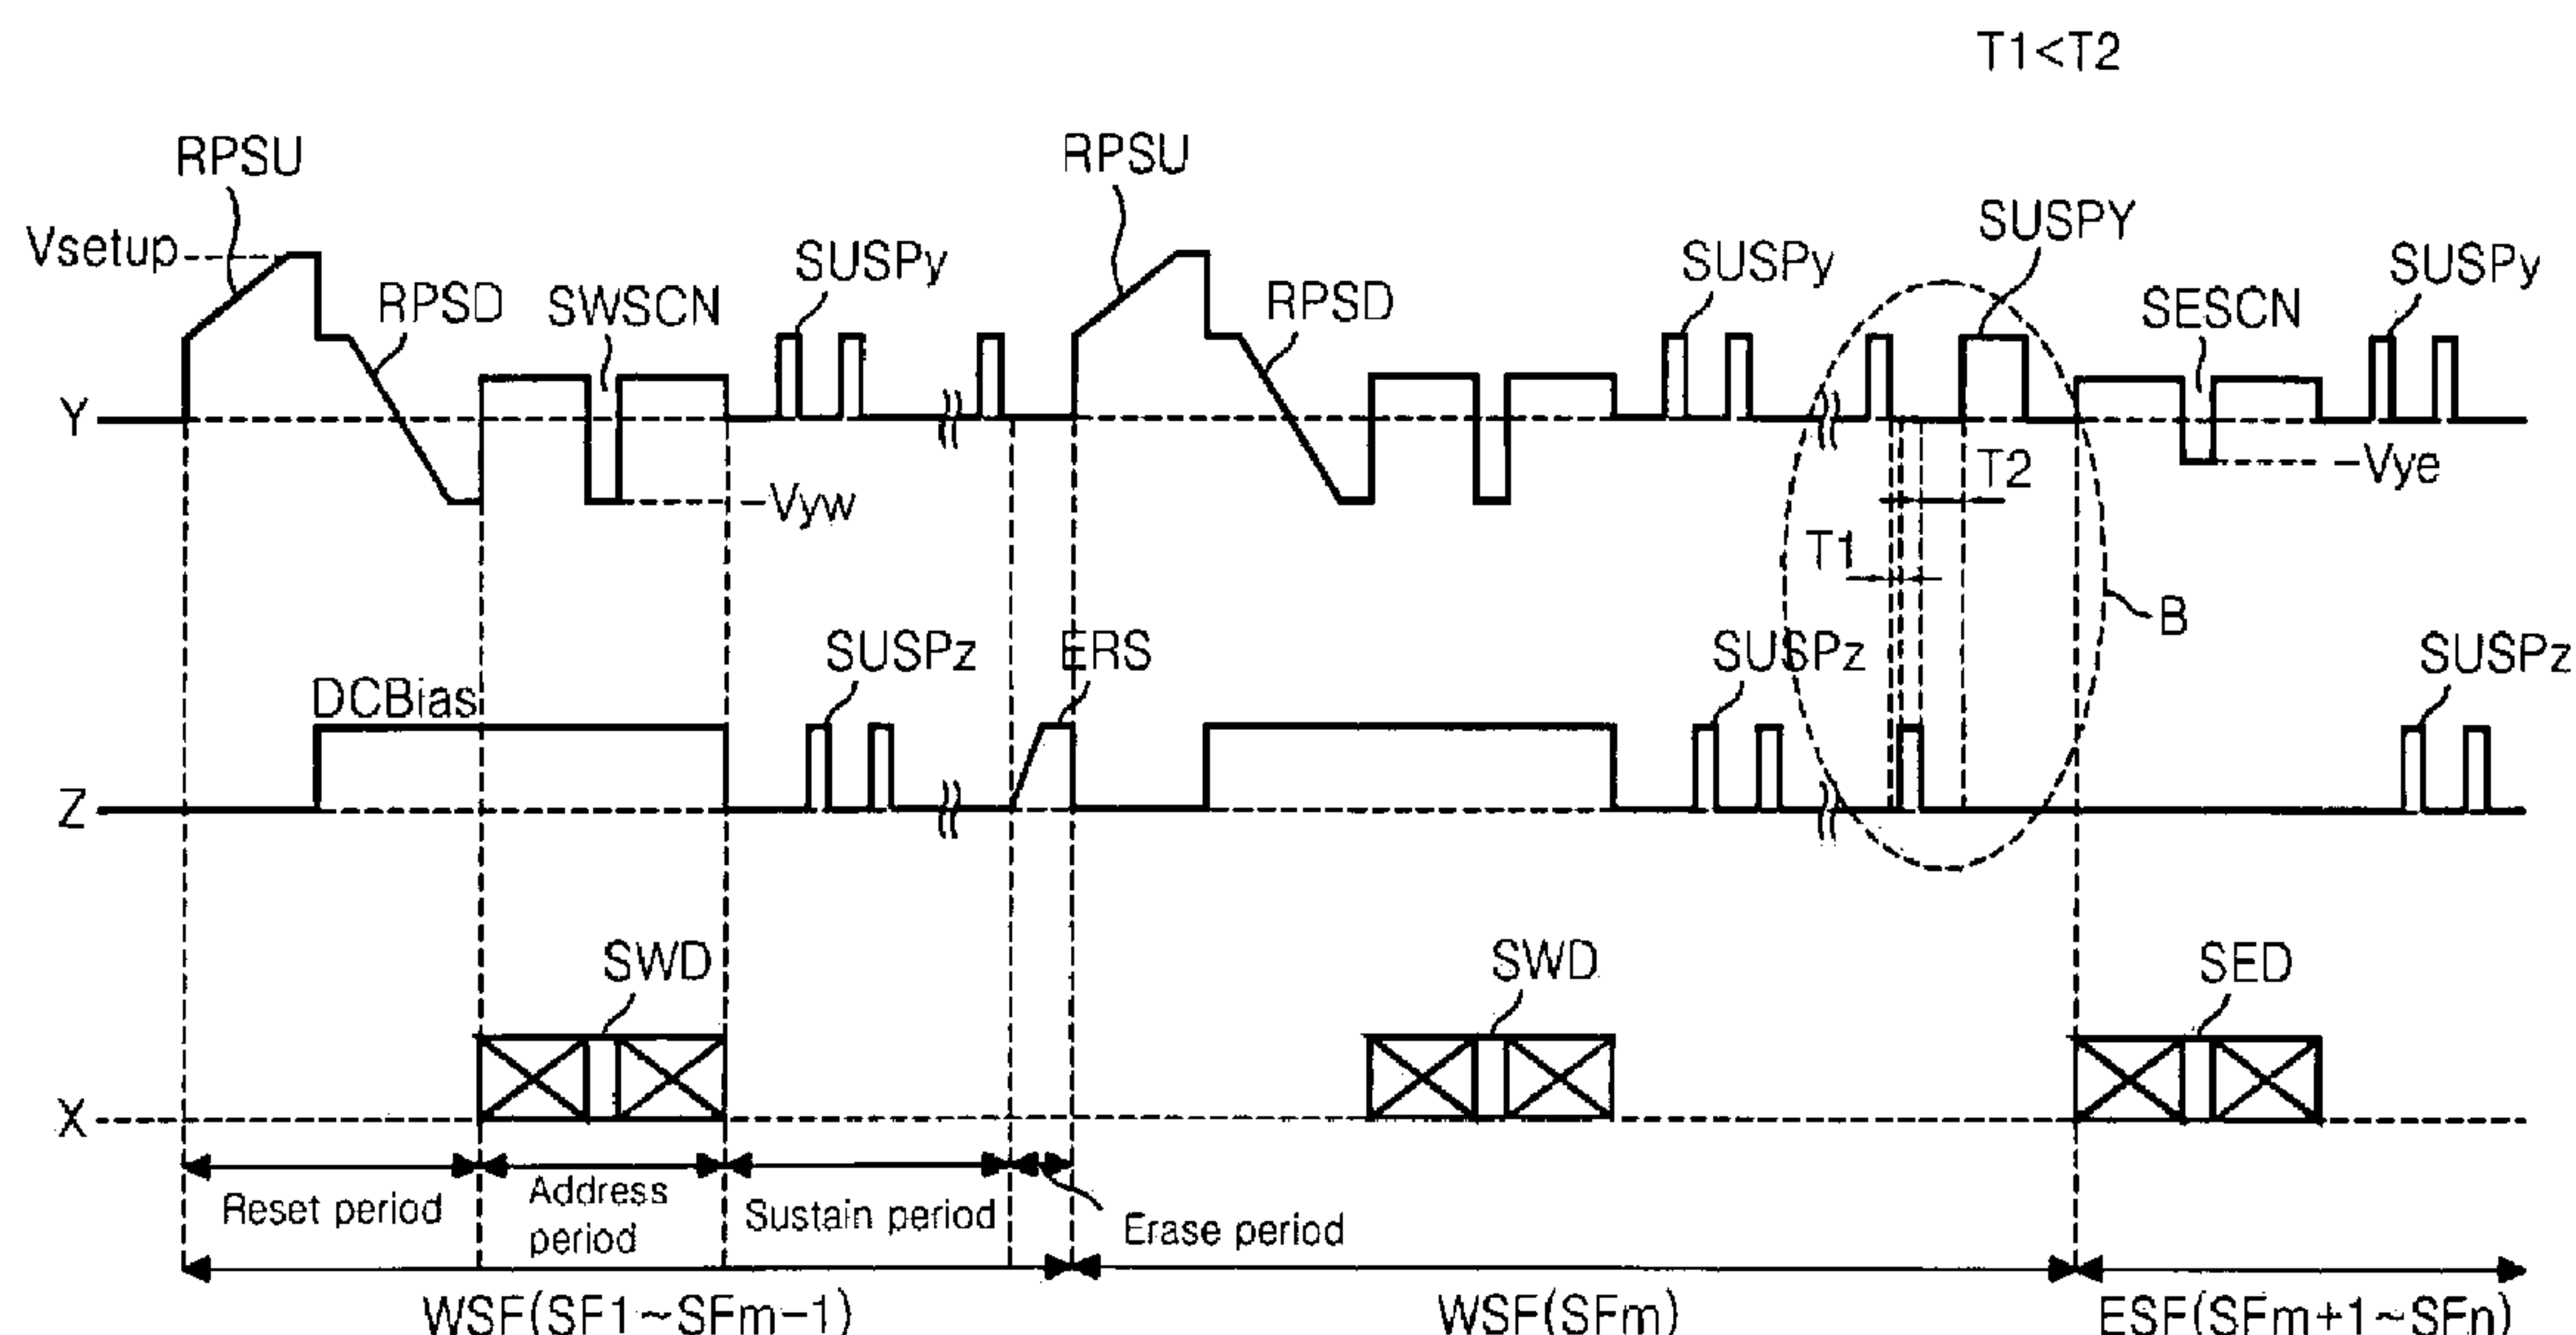 T1<T2
RPSU
RPSU
SUSPY
Vsetup
SUSPy
SUSPy
SUSPy
RPSD
SWSCN
RPSD
SESCN
Y
T2
-Vye
-Vyw
T1
B
SUSPz
ERS
SUSPz
SUSPz
DCBias
Z
SWD
SWD
SED
X
Reset period
Address
period
Sustain period
Erase period
WSF(SF1~SFm-1)
WSF(SFm)
ESF(SFm+1~SFn)